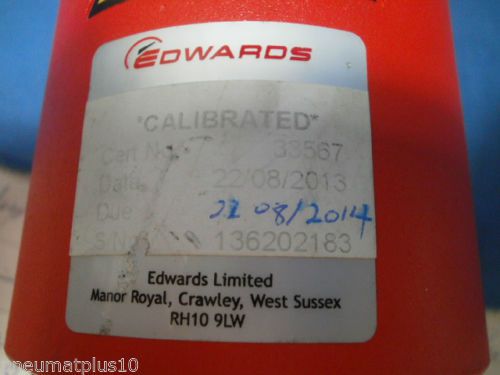 EDWARDS
*CALIBRATED*
Cert No. 33567
Date 22/08/2013
Due 22 08/2014
S N 136202183
Edwards Limited
Manor Royal, Crawley, West Sussex
RH10 9LW
pneumatplus10